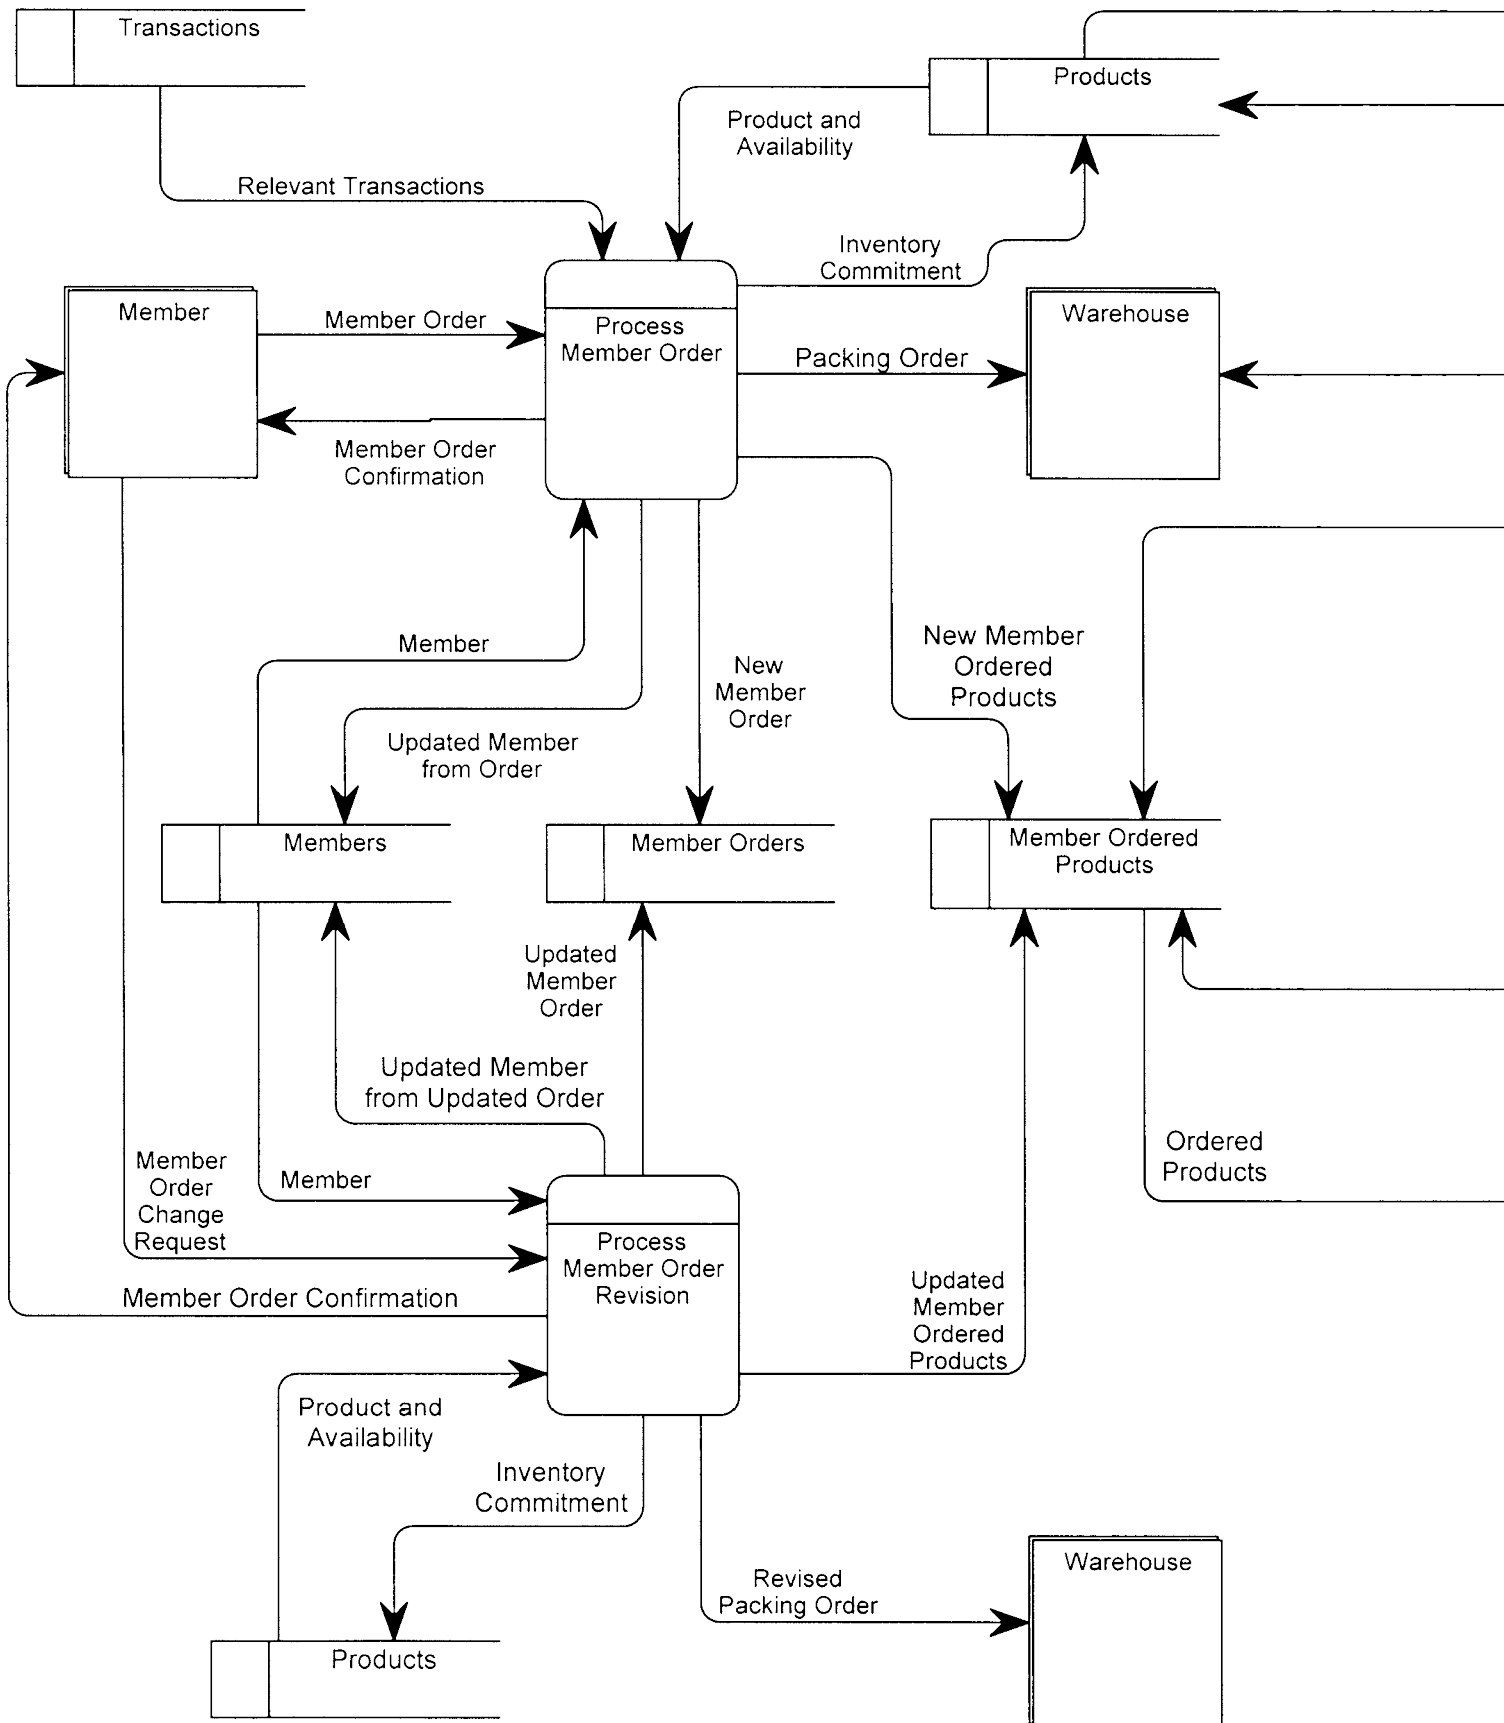 Transactions
Products
Product and
Availability
Relevant Transactions
Inventory
Commitment
Member
Member Order
Process
Member Order
Warehouse
Packing Order
Member Order
Confirmation
Member
New Member
Ordered
Products
New
Member
Order
Updated Member
from Order
Members
Member Orders
Member Ordered
Products
Updated
Member
Order
Updated Member
from Updated Order
Ordered
Products
Member
Order
Change
Request
Member
Process
Member Order
Revision
Member Order Confirmation
Updated
Member
Ordered
Products
Product and
Availability
Inventory
Commitment
Revised
Packing Order
Warehouse
Products